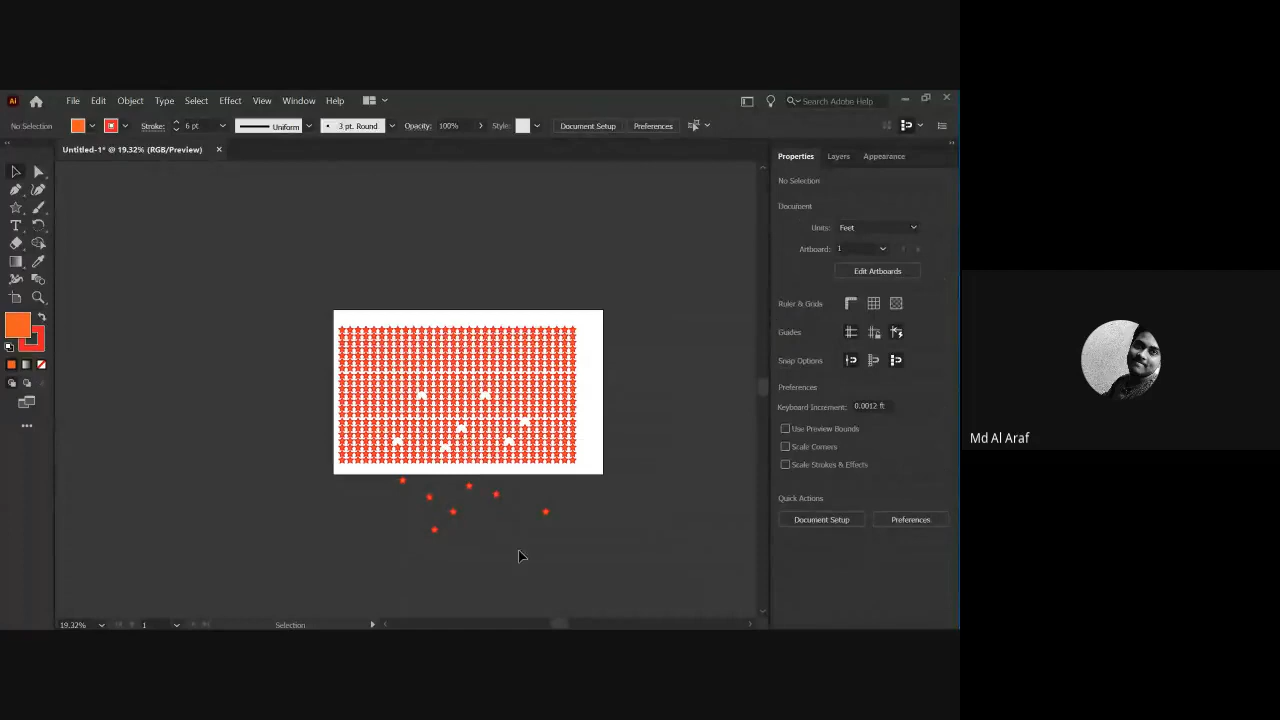 Ai File Edit Object Type Select Effect View Window Help Search Adobe Help
No Selection Stroke: 6 pt Uniform 3 pt. Round Opacity: 100% Style: Document Setup Preferences
Untitled-1* @ 19.32% (RGB/Preview) ×
Properties Layers Appearance
No Selection
Document
Units: Feet
Artboard: 1
Edit Artboards
Ruler & Grids
Guides
Snap Options
Preferences
Keyboard Increment: 0.0012 ft
Use Preview Bounds
Scale Corners
Scale Strokes & Effects
Quick Actions
Document Setup Preferences
19.32% 1 Selection
Md Al Araf